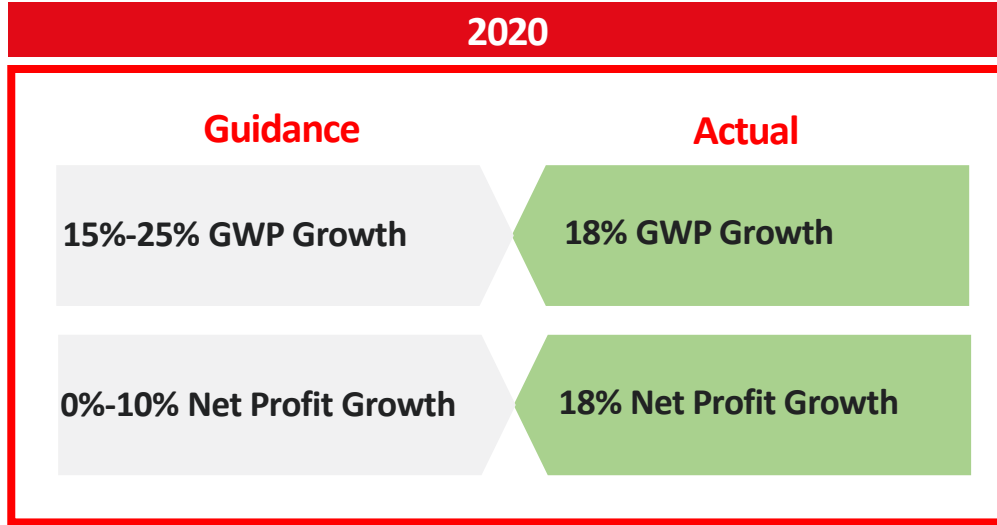 2020
Guidance
Actual
15%-25% GWP Growth
18% GWP Growth
0%-10% Net Profit Growth
18% Net Profit Growth